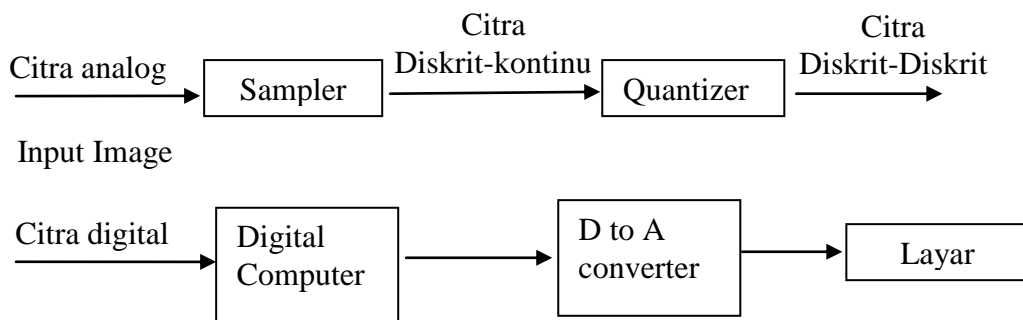 Citra analog
Sampler
Citra
Diskrit-kontinu
Quantizer
Citra
Diskrit-Diskrit
Input Image
Citra digital
Digital
Computer
D to A
converter
Layar